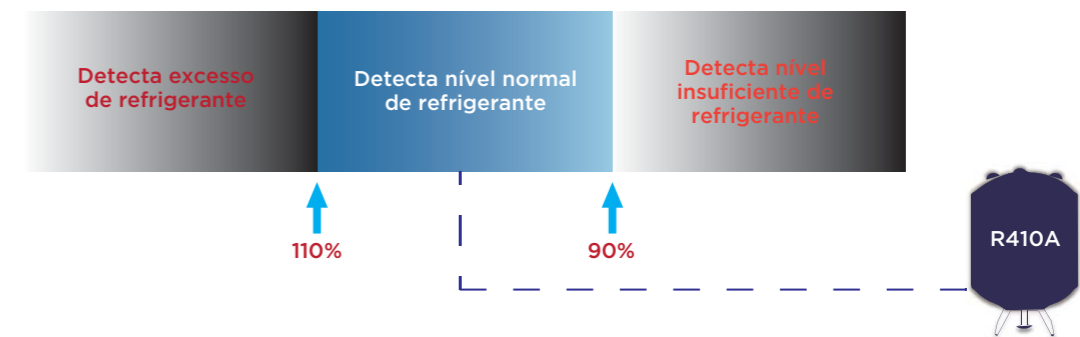 Detecta excesso
de refrigerante
Detecta nível normal
de refrigerante
Detecta nível
insuficiente de
refrigerante
110%
90%
R410A